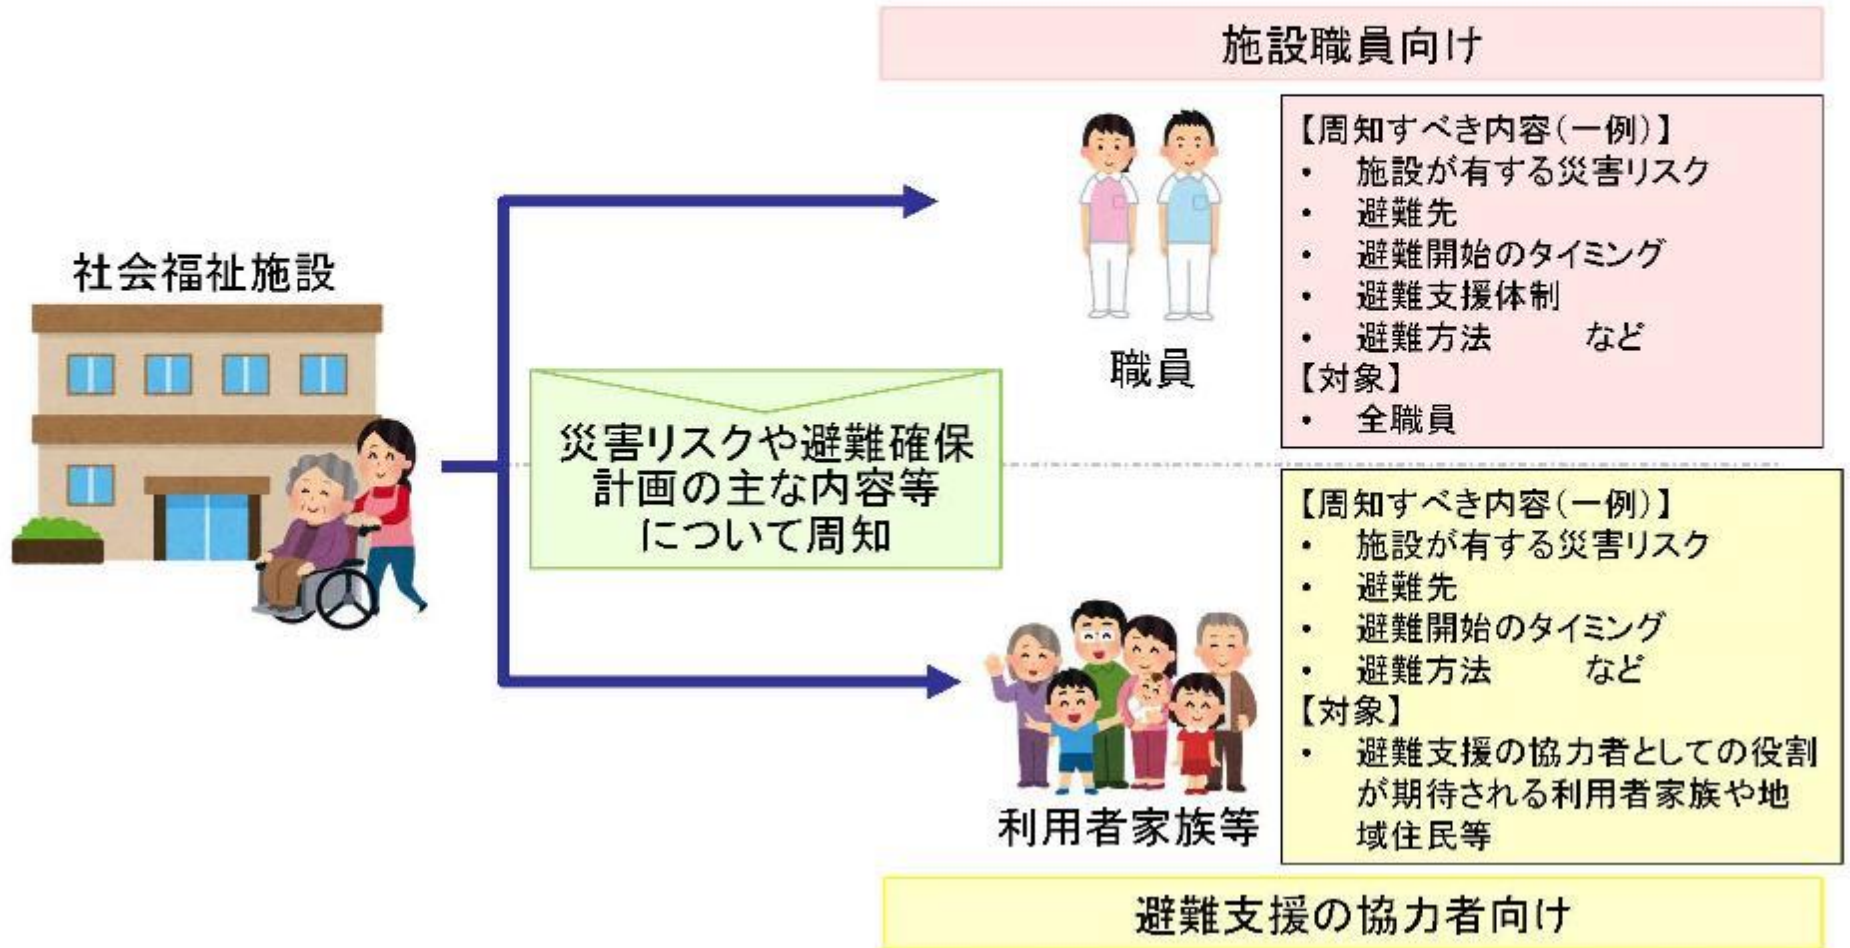 施設職員向け
社会福祉施設
災害リスクや避難確保
計画の主な内容等
について周知
職員
【周知すべき内容(一例)】
• 施設が有する災害リスク
• 避難先
• 避難開始のタイミング
• 避難支援体制
• 避難方法 など
【対象】
• 全職員
利用者家族等
【周知すべき内容(一例)】
• 施設が有する災害リスク
• 避難先
• 避難開始のタイミング
• 避難方法 など
【対象】
• 避難支援の協力者としての役割
が期待される利用者家族や地
域住民等
避難支援の協力者向け